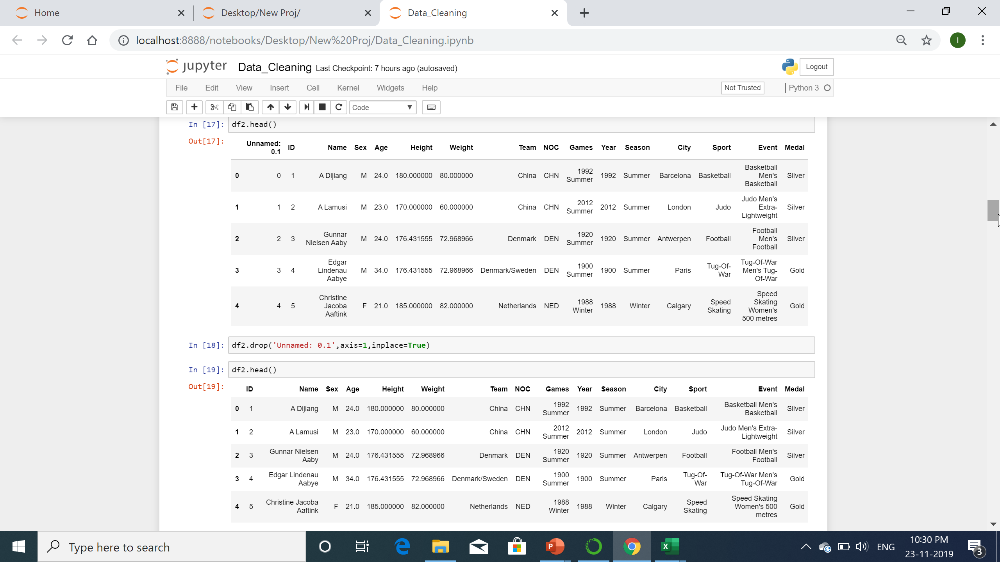 Home
Desktop/New Proj/
Data_Cleaning
localhost:8888/notebooks/Desktop/New%20Proj/Data_Cleaning.ipynb
I
jupyter Data_Cleaning Last Checkpoint: 7 hours ago (autosaved)
Logout
File Edit View Insert Cell Kernel Widgets Help
Not Trusted
Python 3
Code
In [17]: df2.head()
Out[17]:
Unnamed: 0.1 ID Name Sex Age Height Weight Team NOC Games Year Season City Sport Event Medal
0 0 1 A Dijiang M 24.0 180.000000 80.000000 China CHN 1992 Summer 1992 Summer Barcelona Basketball Basketball Men's Basketball Silver
1 1 2 A Lamusi M 23.0 170.000000 60.000000 China CHN 2012 Summer 2012 Summer London Judo Judo Men's Extra-Lightweight Silver
2 2 3 Gunnar Nielsen Aaby M 24.0 176.431555 72.968966 Denmark DEN 1920 Summer 1920 Summer Antwerpen Football Football Men's Football Silver
3 3 4 Edgar Lindenau Aabye M 34.0 176.431555 72.968966 Denmark/Sweden DEN 1900 Summer 1900 Summer Paris Tug-Of-War Tug-Of-War Men's Tug-Of-War Gold
4 4 5 Christine Jacoba Aaftink F 21.0 185.000000 82.000000 Netherlands NED 1988 Winter 1988 Winter Calgary Speed Skating Speed Skating Women's 500 metres Gold
In [18]: df2.drop('Unnamed: 0.1',axis=1,inplace=True)
In [19]: df2.head()
Out[19]:
ID Name Sex Age Height Weight Team NOC Games Year Season City Sport Event Medal
0 1 A Dijiang M 24.0 180.000000 80.000000 China CHN 1992 Summer 1992 Summer Barcelona Basketball Basketball Men's Basketball Silver
1 2 A Lamusi M 23.0 170.000000 60.000000 China CHN 2012 Summer 2012 Summer London Judo Judo Men's Extra-Lightweight Silver
2 3 Gunnar Nielsen Aaby M 24.0 176.431555 72.968966 Denmark DEN 1920 Summer 1920 Summer Antwerpen Football Football Men's Football Silver
3 4 Edgar Lindenau Aabye M 34.0 176.431555 72.968966 Denmark/Sweden DEN 1900 Summer 1900 Summer Paris Tug-Of-War Tug-Of-War Men's Tug-Of-War Gold
4 5 Christine Jacoba Aaftink F 21.0 185.000000 82.000000 Netherlands NED 1988 Winter 1988 Winter Calgary Speed Skating Speed Skating Women's 500 metres Gold
Type here to search
P
X
ENG
10:30 PM
23-11-2019
3